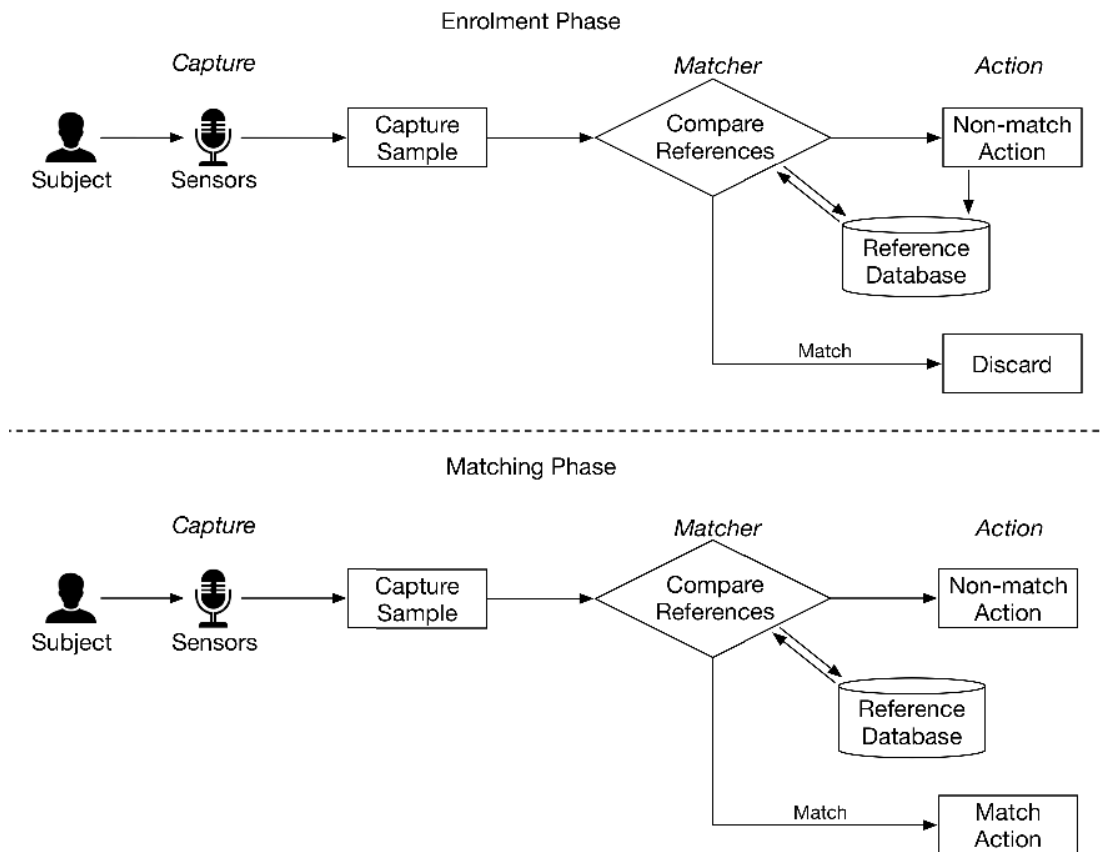 Enrolment Phase
Capture
Matcher
Action
Subject
Sensors
Capture
Sample
Compare
References
Non-match
Action
Reference
Database
Match
Discard
Matching Phase
Capture
Matcher
Action
Subject
Sensors
Capture
Sample
Compare
References
Non-match
Action
Reference
Database
Match
Match
Action